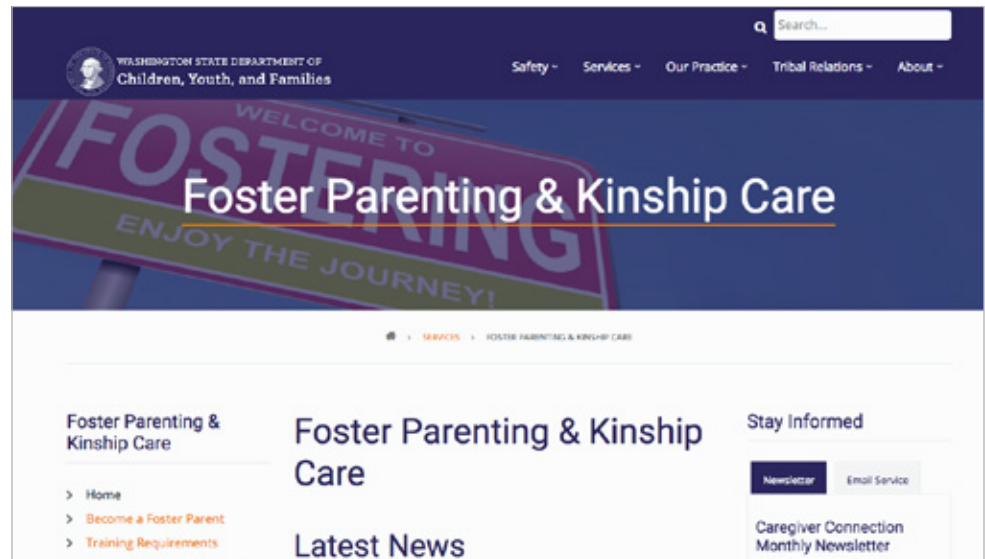 Search...
WASHINGTON STATE DEPARTMENT OF
Children, Youth, and Families
Safety Services Our Practice Tribal Relations About
WELCOME TO
FOSTERING
ENJOY THE JOURNEY!
Foster Parenting & Kinship Care
> SERVICES > FOSTER PARENTING & KINSHIP CARE
Foster Parenting &
Kinship Care
> Home
> Become a Foster Parent
> Training Requirements
Foster Parenting & Kinship
Care
Latest News
Stay Informed
Newsletter Email Service
Caregiver Connection
Monthly Newsletter